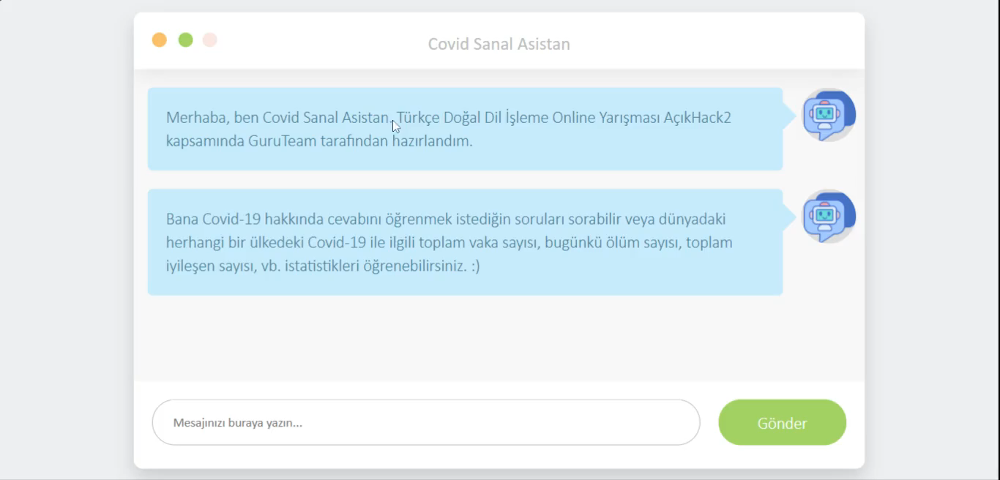 Covid Sanal Asistan
Merhaba, ben Covid Sanal Asistan. Türkçe Doğal Dil İşleme Online Yarışması AçıkHack2
kapsamında GuruTeam tarafından hazırlandım.
Bana Covid-19 hakkında cevabını öğrenmek istediğin soruları sorabilir veya dünyadaki
herhangi bir ülkedeki Covid-19 ile ilgili toplam vaka sayısı, bugünkü ölüm sayısı, toplam
iyileşen sayısı, vb. istatistikleri öğrenebilirsiniz. :)
Mesajınızı buraya yazın...
Gönder